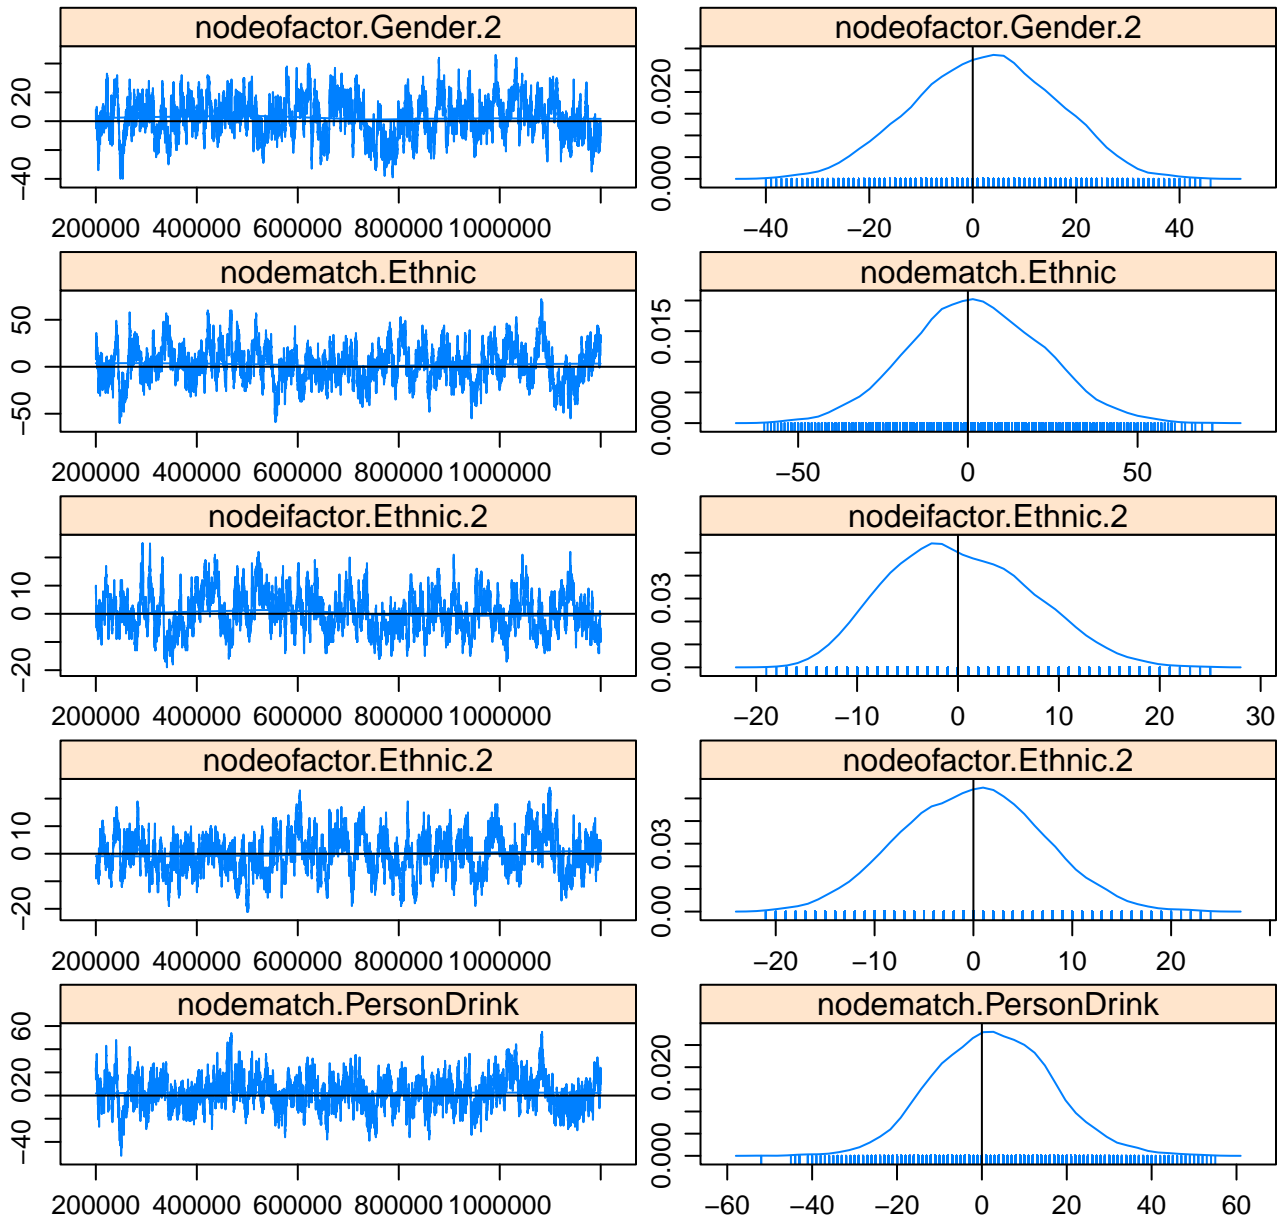 nodeofactor.Gender.2 nodeofactor.Gender.2
20 0 −40 0.020 0.000
200000 400000 600000 800000 1000000 −40 −20 0 20 40
nodematch.Ethnic nodematch.Ethnic
50 0 −50 0.015 0.000
200000 400000 600000 800000 1000000 −50 0 50
nodeifactor.Ethnic.2 nodeifactor.Ethnic.2
10 0 −20 0.03 0.00
200000 400000 600000 800000 1000000 −20 −10 0 10 20 30
nodeofactor.Ethnic.2 nodeofactor.Ethnic.2
10 0 −20 0.03 0.00
200000 400000 600000 800000 1000000 −20 −10 0 10 20
nodematch.PersonDrink nodematch.PersonDrink
60 20 0 −40 0.020 0.000
200000 400000 600000 800000 1000000 −60 −40 −20 0 20 40 60